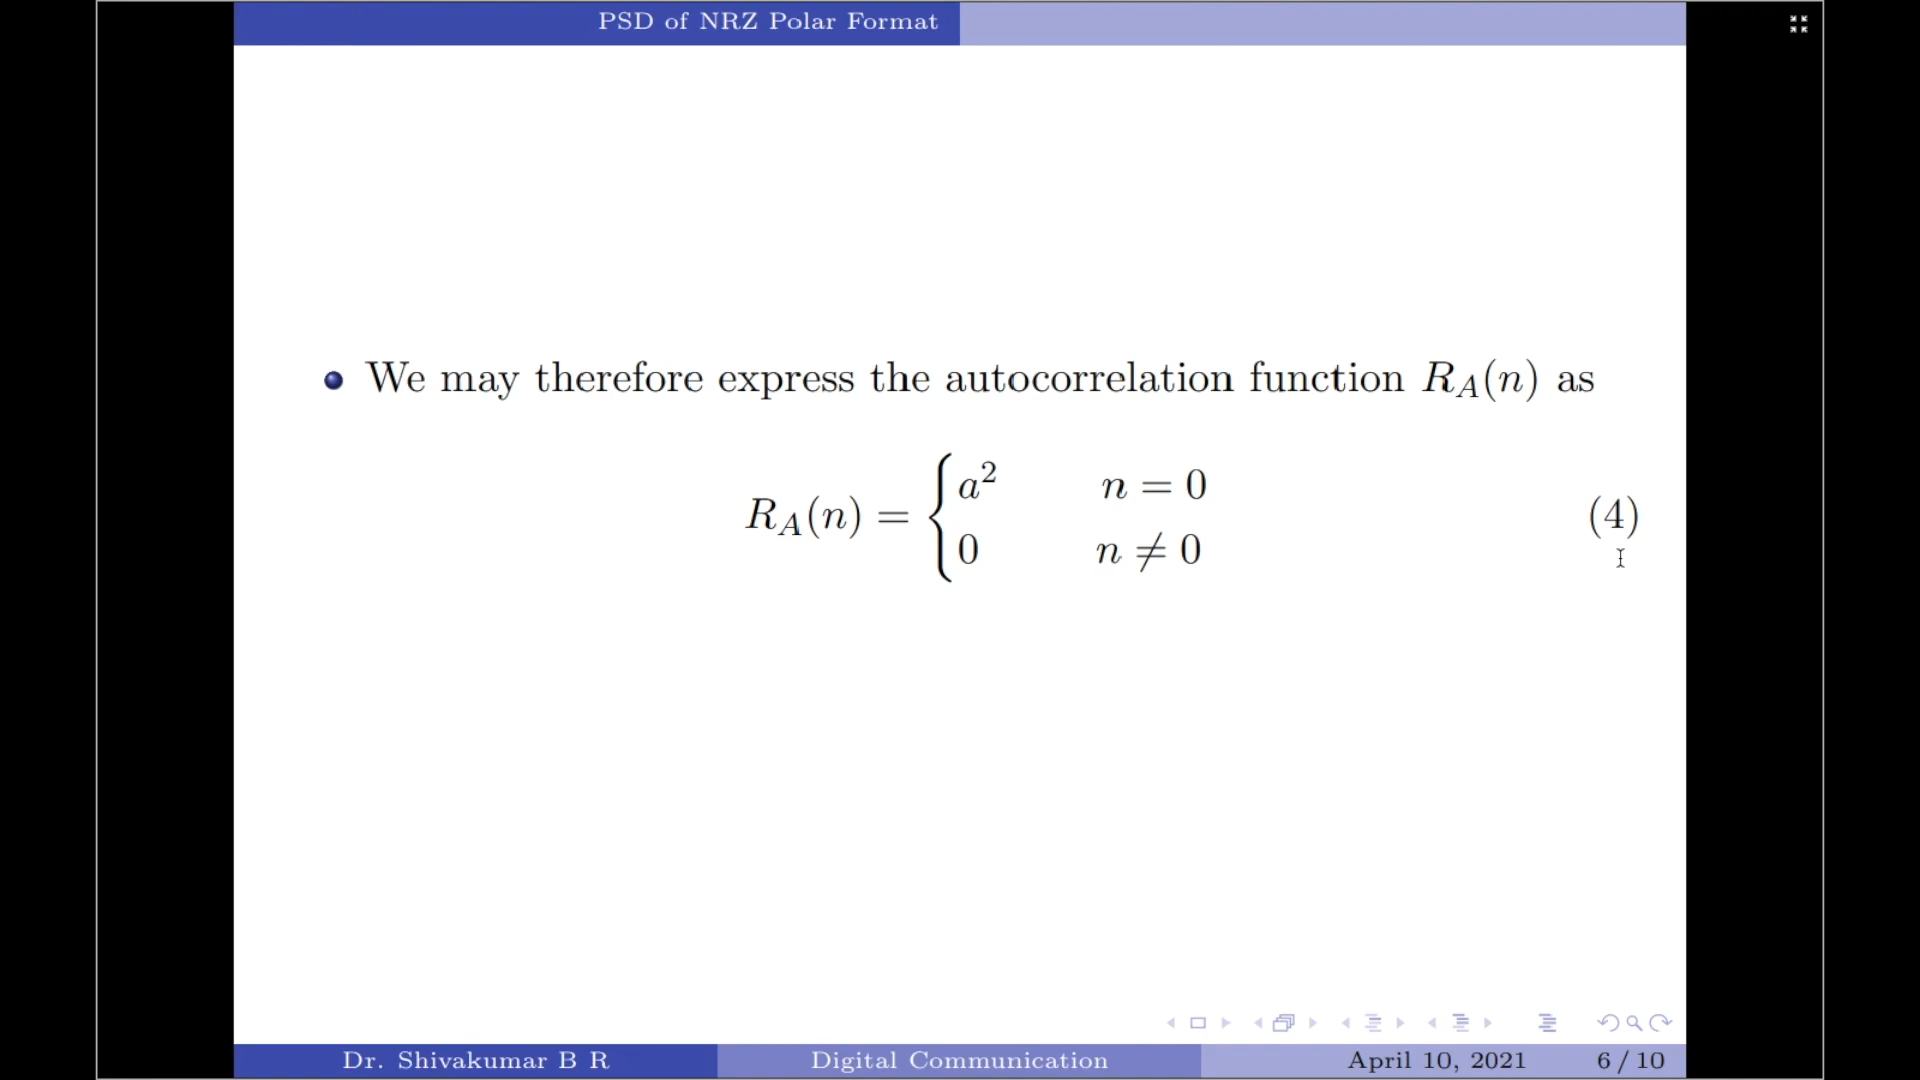 PSD of NRZ Polar Format
We may therefore express the autocorrelation function R_A(n) as
R_A(n) = { a² n = 0
0 n ≠ 0
(4)
Dr. Shivakumar B R Digital Communication April 10, 2021 6 / 10